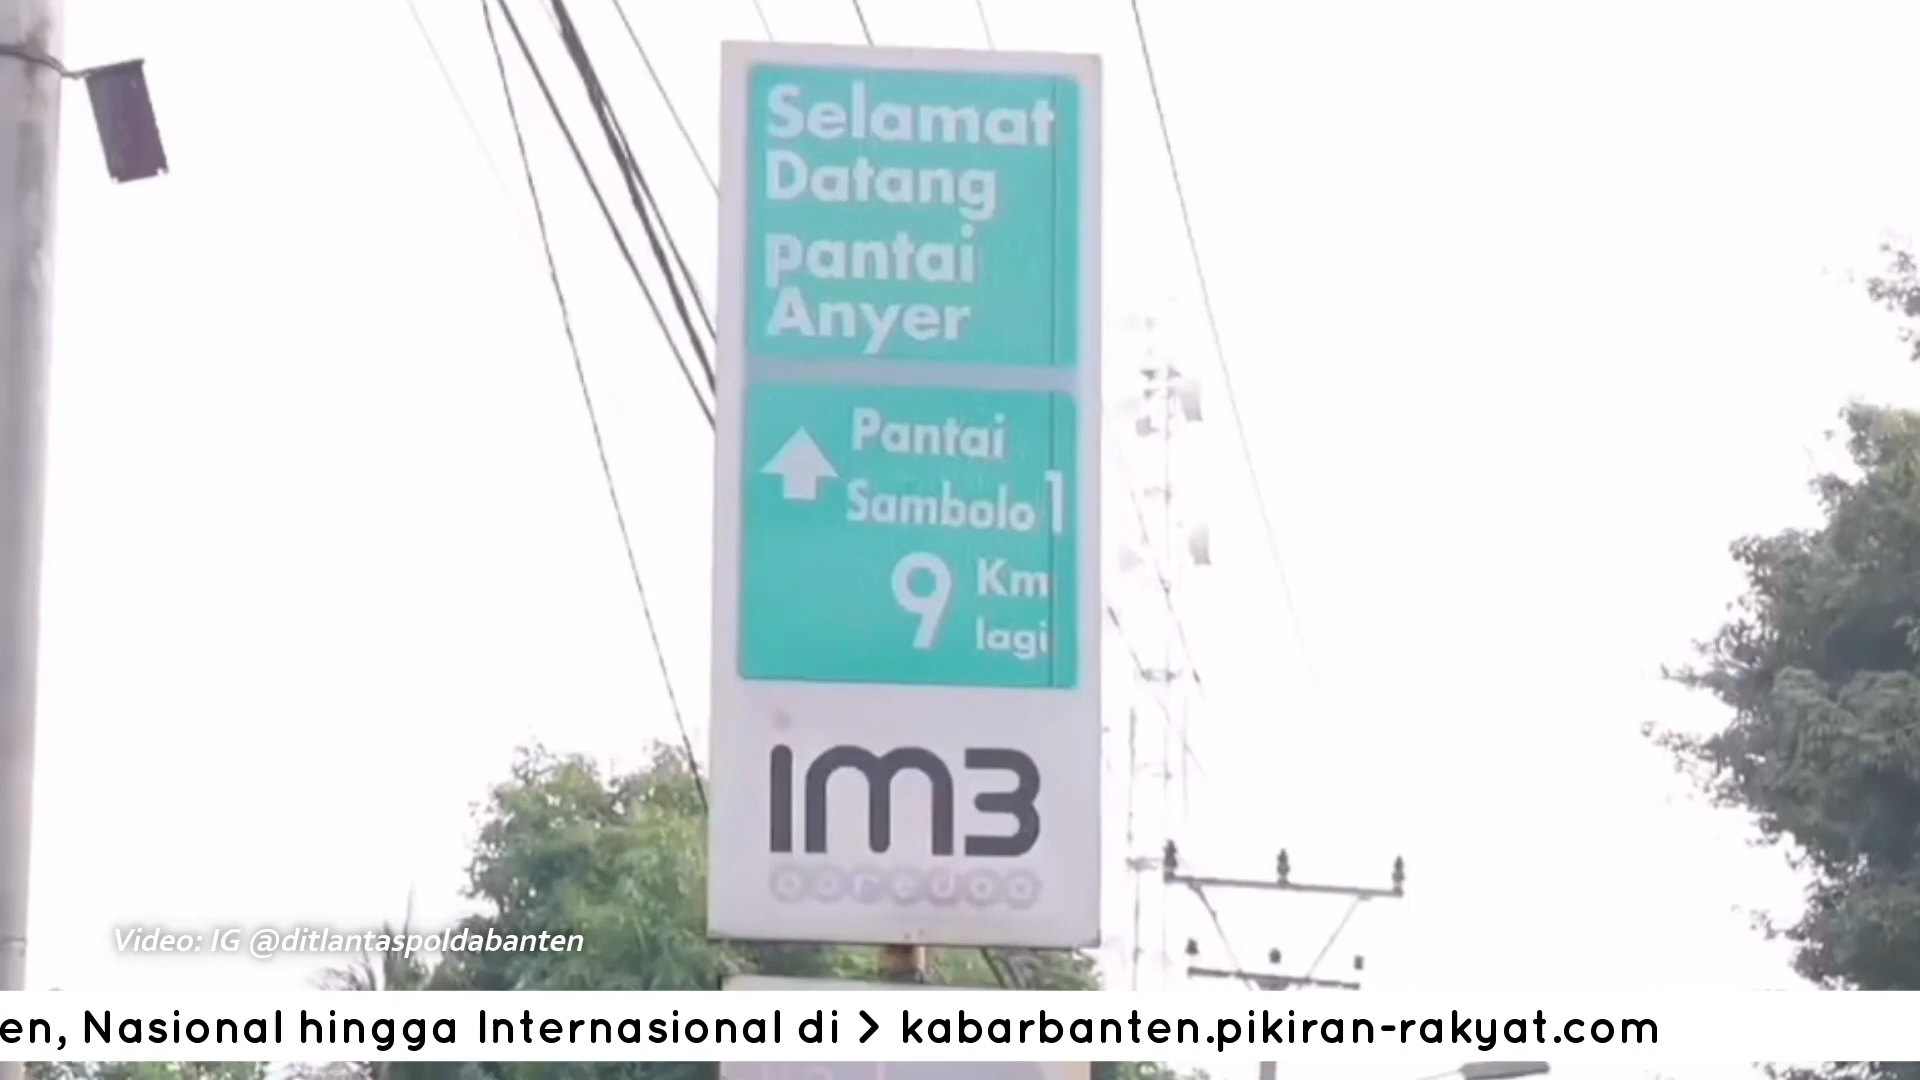 Selamat
Datang
pantai
Anyer
Pantai
Sambolo 1
9 Km
lagi
IM3
ooredoo
Video: IG @ditlantaspoldabanten
en, Nasional hingga Internasional di > kabarbanten.pikiran-rakyat.com